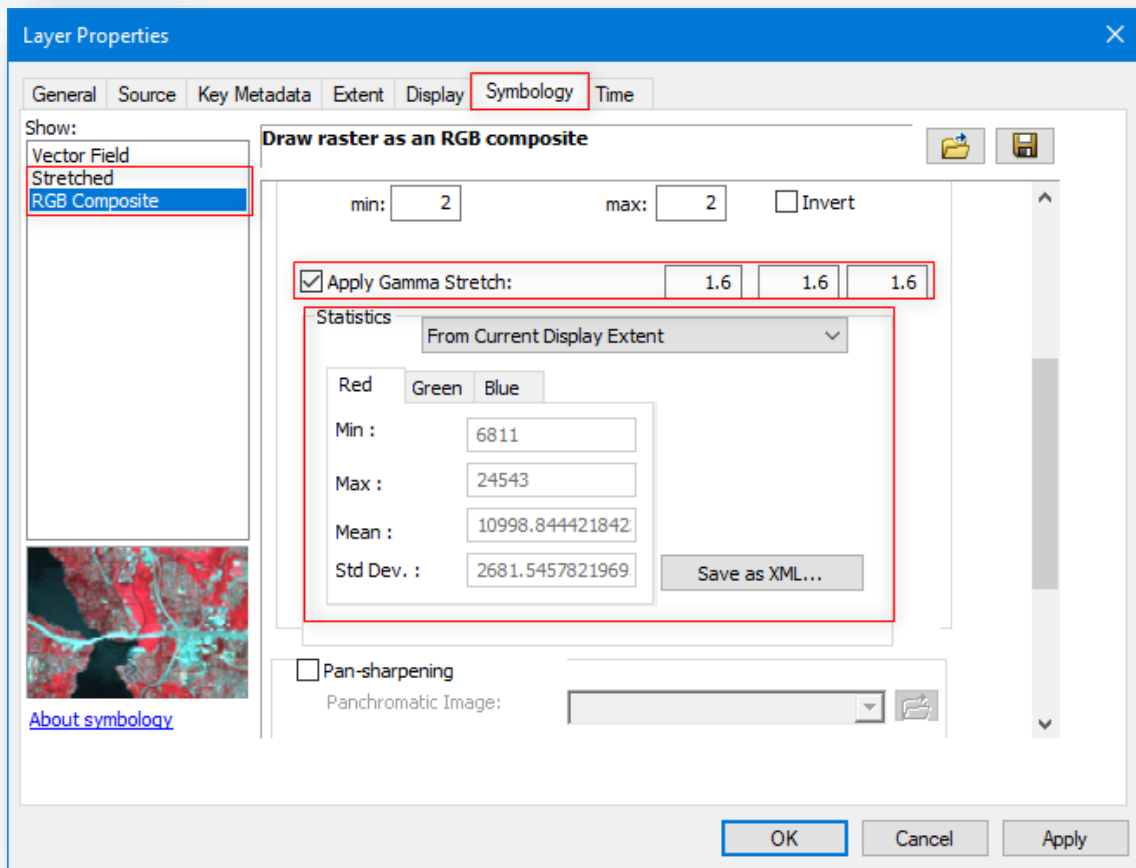 Layer Properties
General Source Key Metadata Extent Display Symbology Time
Show:
Vector Field
Stretched
RGB Composite
About symbology
Draw raster as an RGB composite
min: 2 max: 2 Invert
Apply Gamma Stretch: 1.6 1.6 1.6
Statistics
From Current Display Extent
Red Green Blue
Min : 6811
Max : 24543
Mean : 10998.844421842
Std Dev. : 2681.5457821969
Save as XML...
Pan-sharpening
Panchromatic Image:
OK Cancel Apply